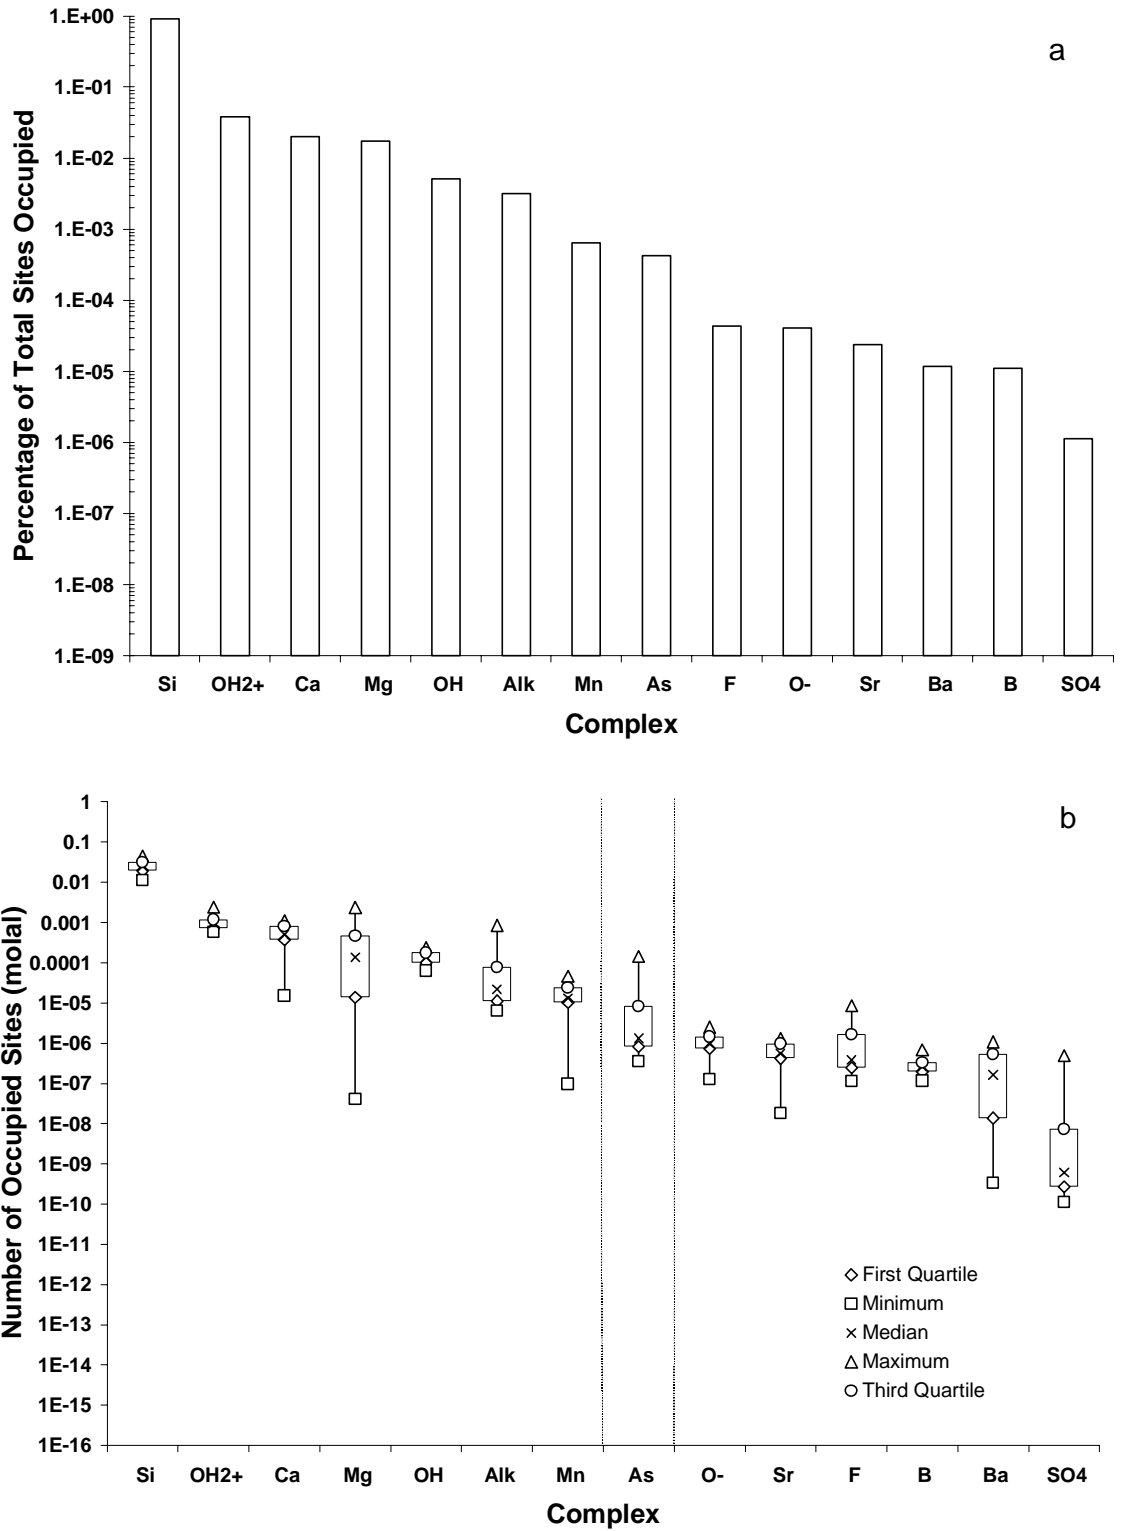 a
Percentage of Total Sites Occupied
1.E+00
1.E-01
1.E-02
1.E-03
1.E-04
1.E-05
1.E-06
1.E-07
1.E-08
1.E-09
Si OH2+ Ca Mg OH Alk Mn As F O- Sr Ba B SO4
Complex
b
Number of Occupied Sites (molal)
1
0.1
0.01
0.001
0.0001
1E-05
1E-06
1E-07
1E-08
1E-09
1E-10
1E-11
1E-12
1E-13
1E-14
1E-15
1E-16
First Quartile
Minimum
Median
Maximum
Third Quartile
Si OH2+ Ca Mg OH Alk Mn As O- Sr F B Ba SO4
Complex